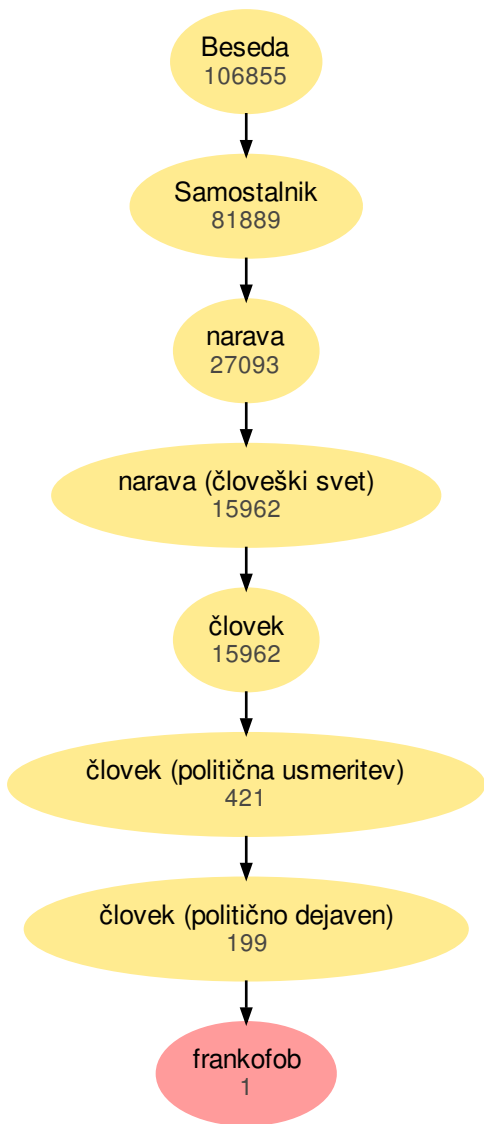 Beseda
106855
Samostalnik
81889
narava
27093
narava (človeški svet)
15962
človek
15962
človek (politična usmeritev)
421
človek (politično dejaven)
199
frankofob
1